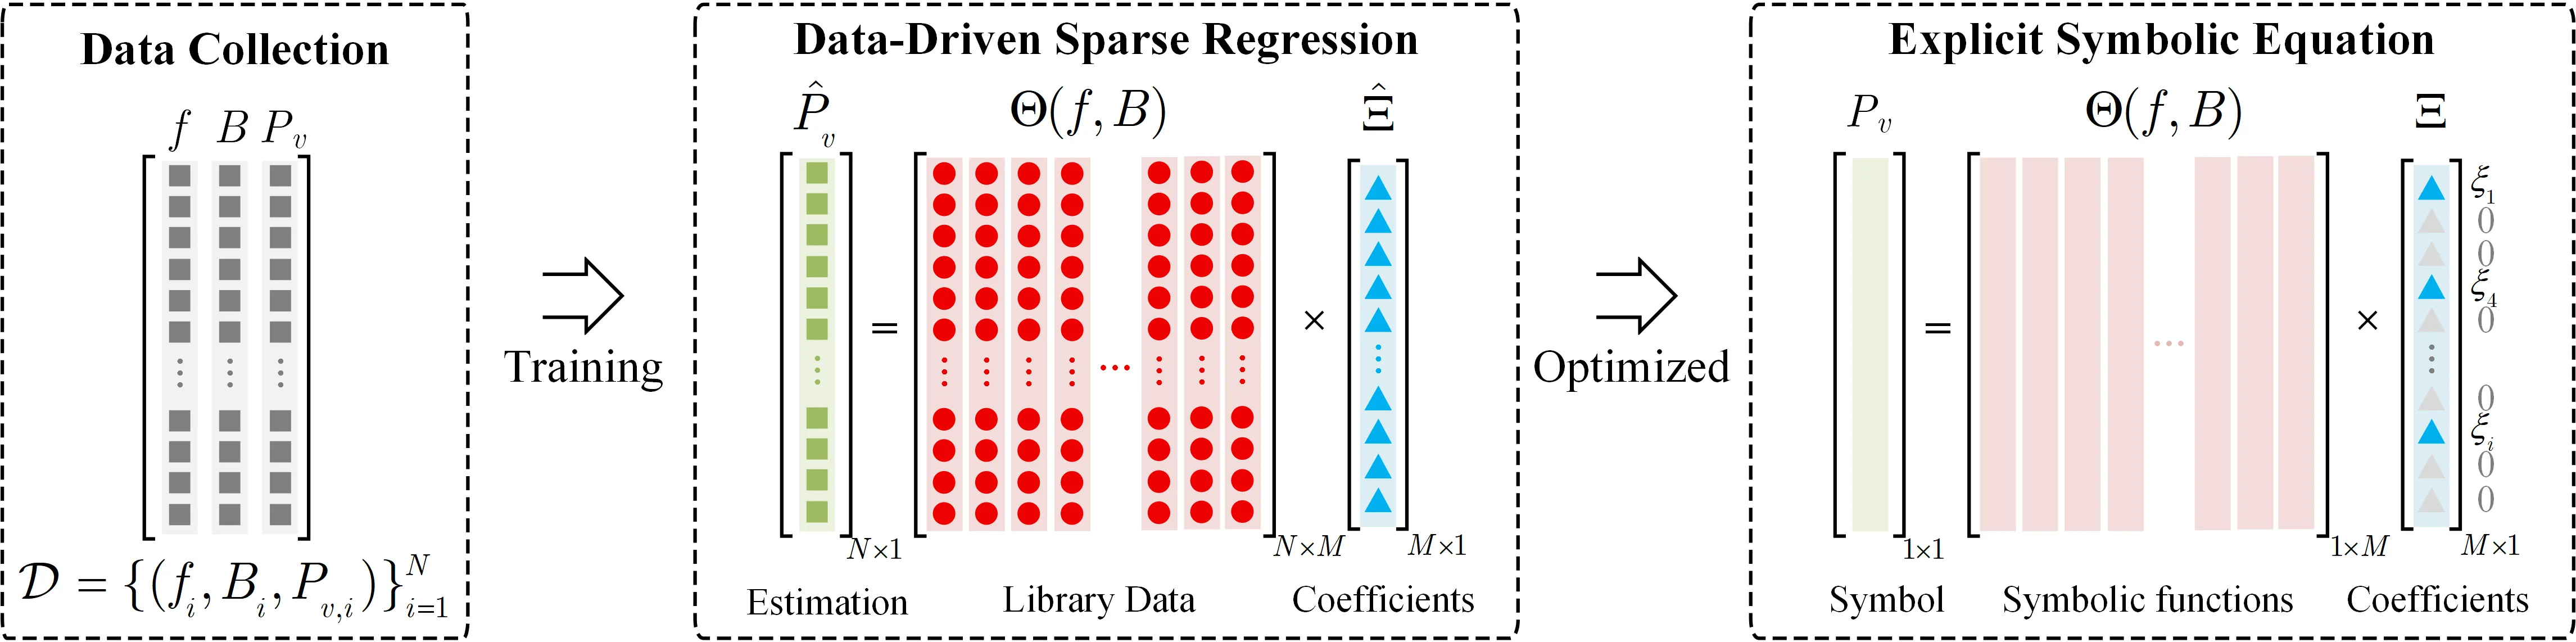 Data Collection
f B P_v
𝒟 = {(f_i, B_i, P_{v,i})}_{i=1}^N
Training
Data-Driven Sparse Regression
P̂_v Θ(f, B) Ξ̂
= ... ×
N×1 N×M M×1
Estimation Library Data Coefficients
Optimized
Explicit Symbolic Equation
P_v Θ(f, B) Ξ
= ... ×
ξ_1
0
0
ξ_4
0
⋮
0
ξ_i
0
0
1×1 1×M M×1
Symbol Symbolic functions Coefficients